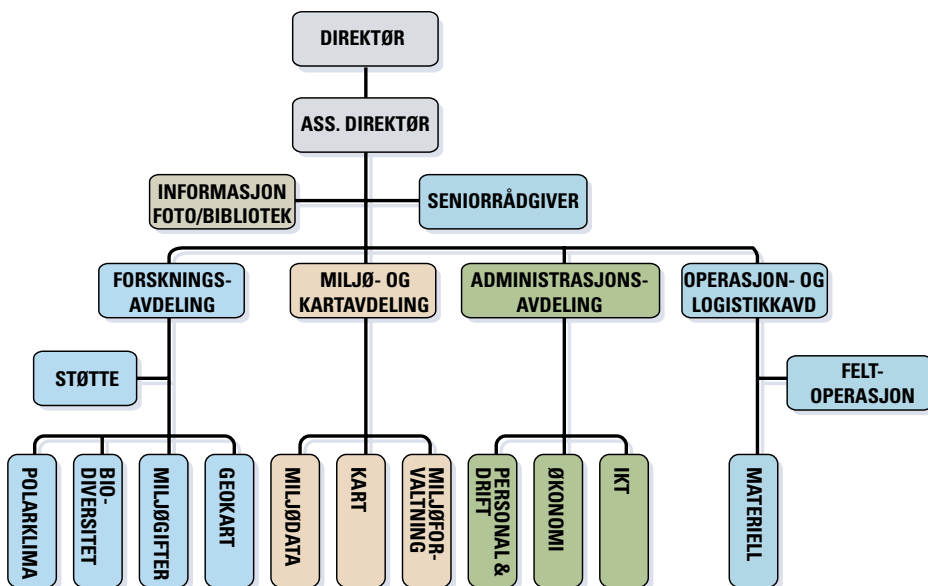 DIREKTØR
ASS. DIREKTØR
INFORMASJON
FOTO/BIBLIOTEK
SENIORRÅDGIVER
FORSKNINGS-
AVDELING
MILJØ- OG
KARTAVDELING
ADMINISTRASJONS-
AVDELING
OPERASJON- OG
LOGISTIKKAVD
STØTTE
FELT-
OPERASJON
POLARKLIMA
BIO-
DIVERSITET
MILJØGIFTER
GEOKART
MILJØDATA
KART
MILJØFOR-
VALTNING
PERSONAL &
DRIFT
ØKONOMI
IKT
MATERIELL